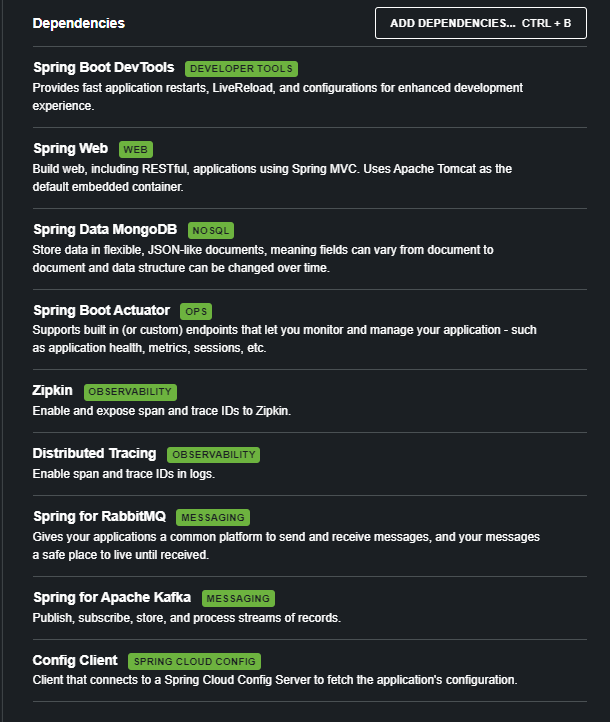 Dependencies
ADD DEPENDENCIES... CTRL + B
Spring Boot DevTools DEVELOPER TOOLS
Provides fast application restarts, LiveReload, and configurations for enhanced development
experience.
Spring Web WEB
Build web, including RESTful, applications using Spring MVC. Uses Apache Tomcat as the
default embedded container.
Spring Data MongoDB NOSQL
Store data in flexible, JSON-like documents, meaning fields can vary from document to
document and data structure can be changed over time.
Spring Boot Actuator OPS
Supports built in (or custom) endpoints that let you monitor and manage your application - such
as application health, metrics, sessions, etc.
Zipkin OBSERVABILITY
Enable and expose span and trace IDs to Zipkin.
Distributed Tracing OBSERVABILITY
Enable span and trace IDs in logs.
Spring for RabbitMQ MESSAGING
Gives your applications a common platform to send and receive messages, and your messages
a safe place to live until received.
Spring for Apache Kafka MESSAGING
Publish, subscribe, store, and process streams of records.
Config Client SPRING CLOUD CONFIG
Client that connects to a Spring Cloud Config Server to fetch the application's configuration.